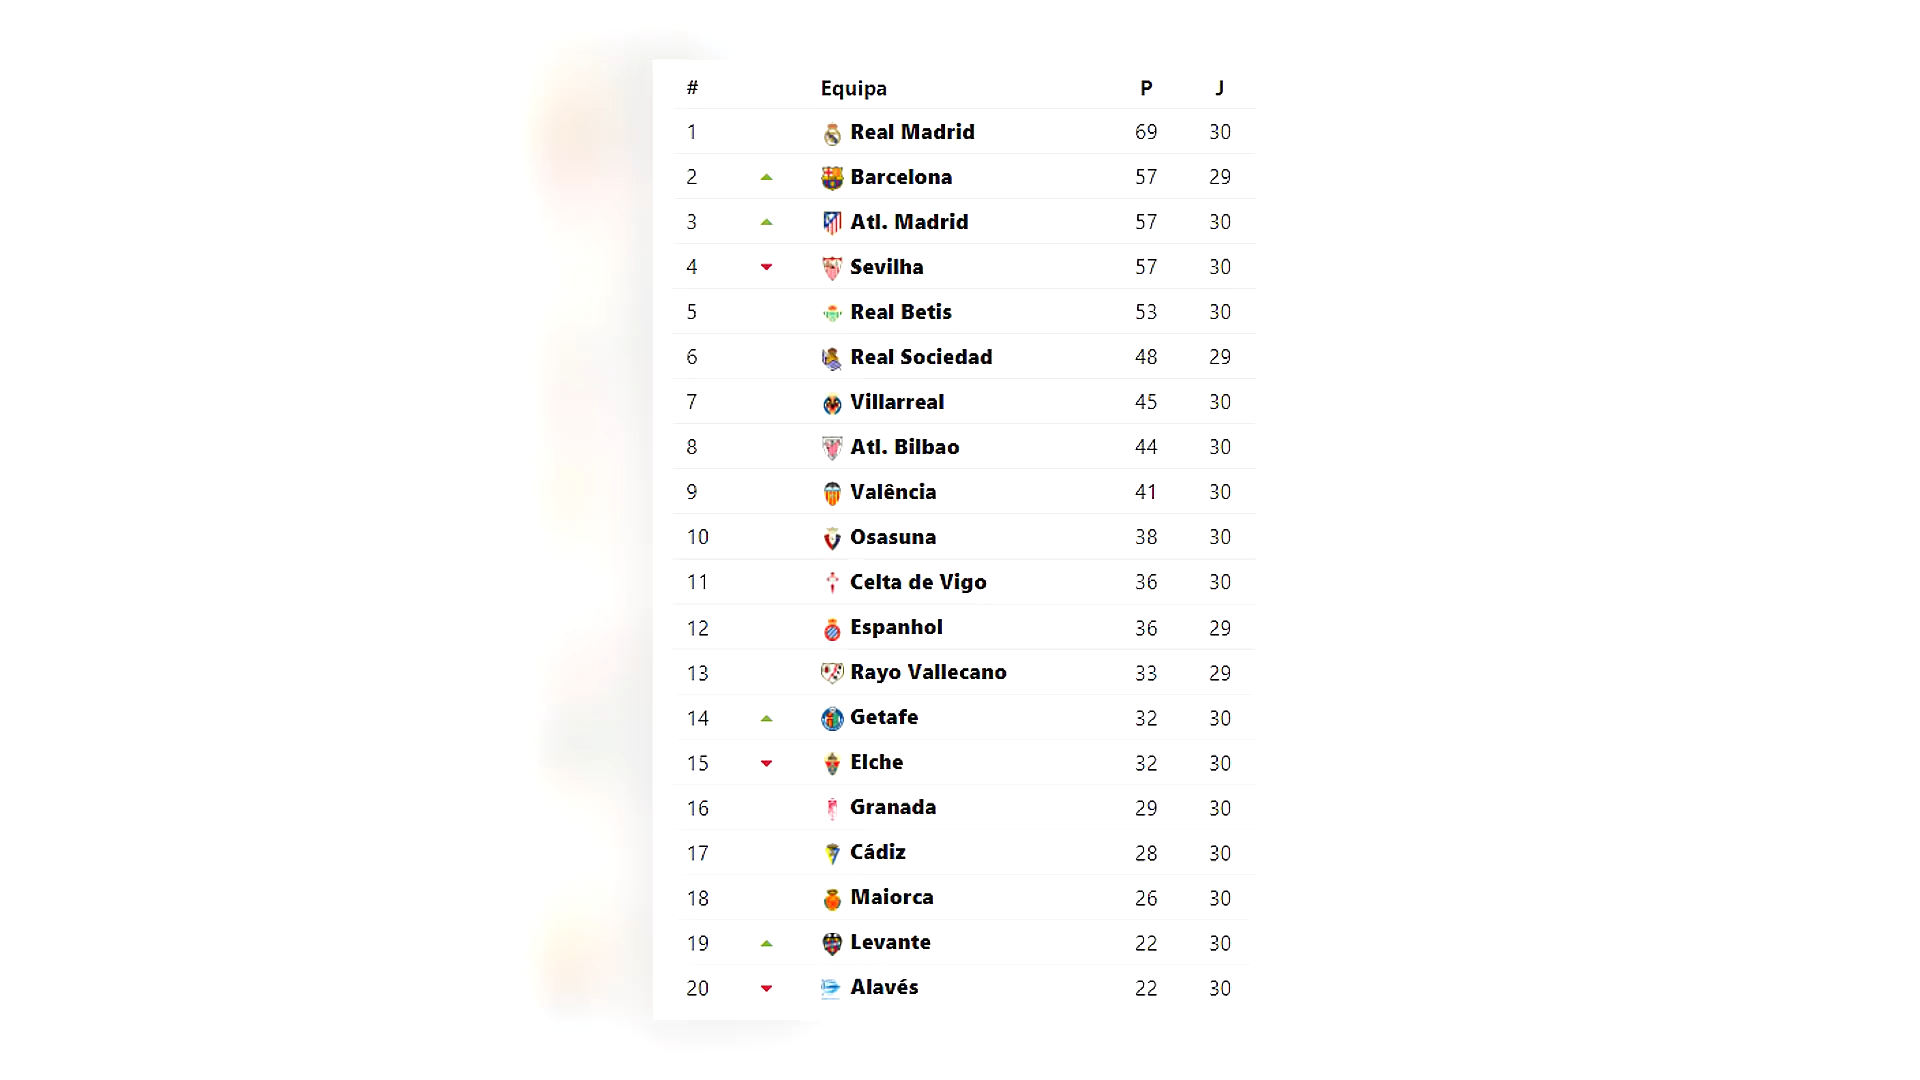 # Equipa P J
1 Real Madrid 69 30
2 Barcelona 57 29
3 Atl. Madrid 57 30
4 Sevilha 57 30
5 Real Betis 53 30
6 Real Sociedad 48 29
7 Villarreal 45 30
8 Atl. Bilbao 44 30
9 Valência 41 30
10 Osasuna 38 30
11 Celta de Vigo 36 30
12 Espanhol 36 29
13 Rayo Vallecano 33 29
14 Getafe 32 30
15 Elche 32 30
16 Granada 29 30
17 Cádiz 28 30
18 Maiorca 26 30
19 Levante 22 30
20 Alavés 22 30